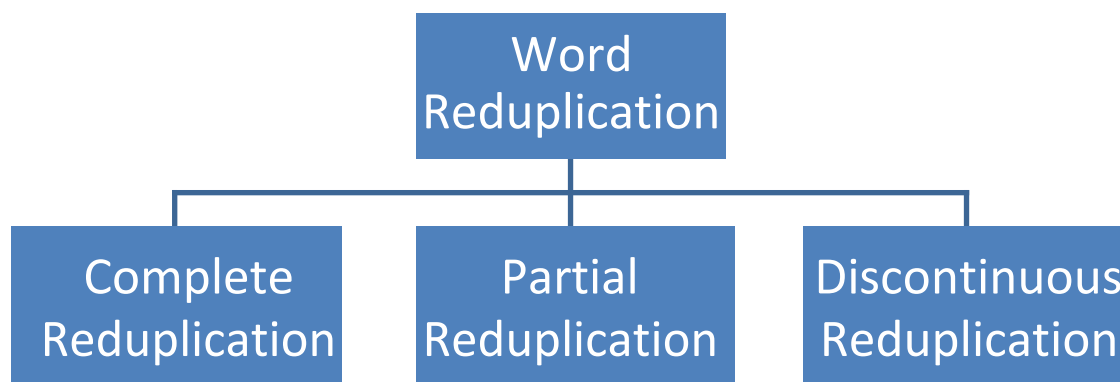 Word
Reduplication
Complete
Reduplication
Partial
Reduplication
Discontinuous
Reduplication